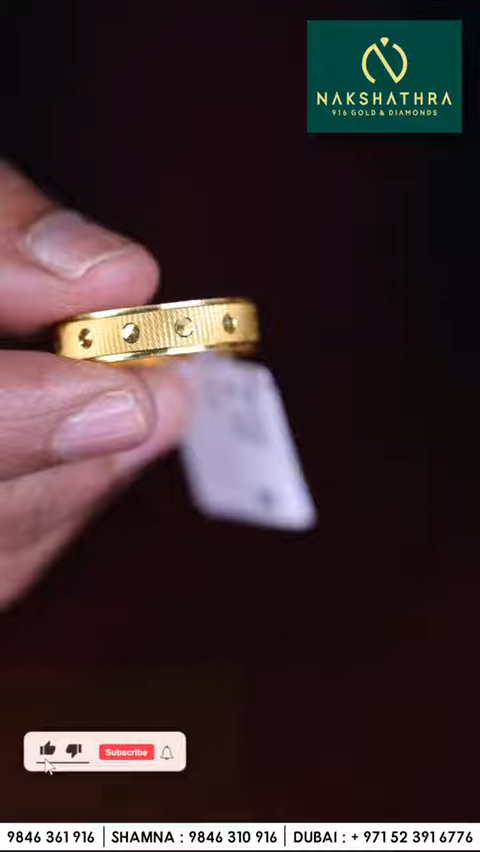 NAKSHATHRA
916 GOLD & DIAMONDS
Subscribe
9846 361 916 | SHAMNA : 9846 310 916 | DUBAI : + 971 52 391 6776